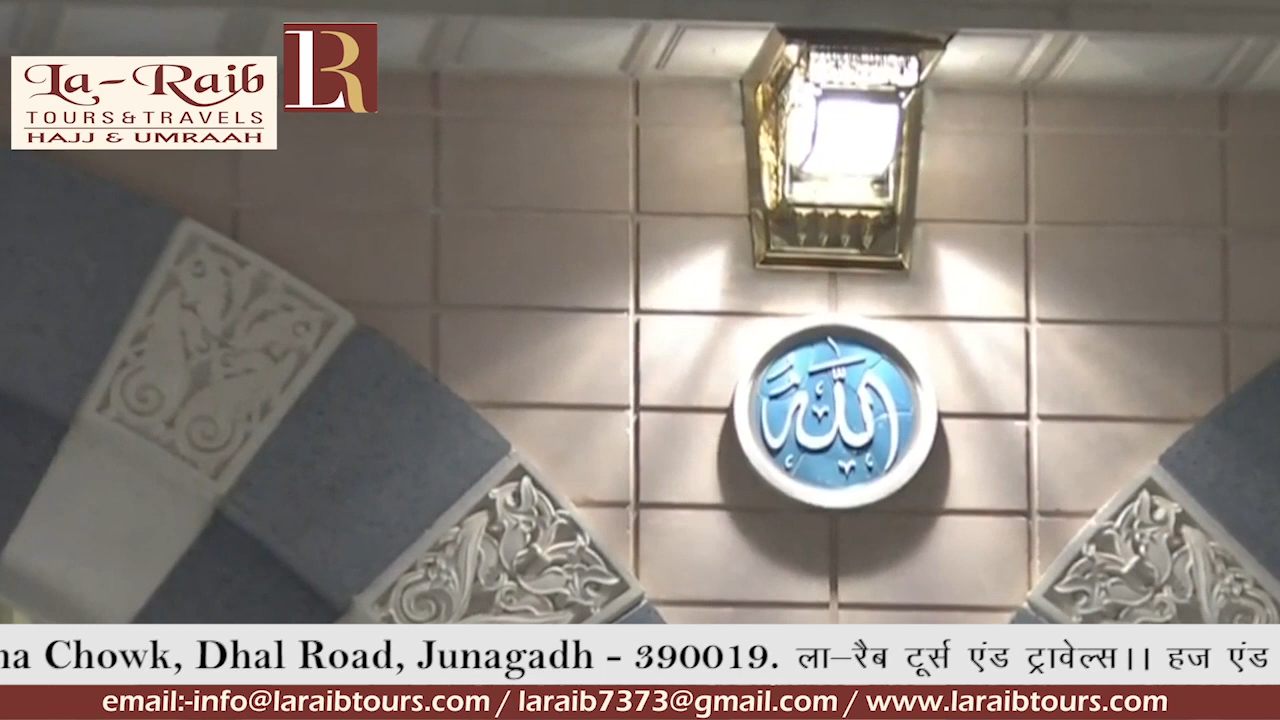 La-Raib
TOURS & TRAVELS
HAJJ & UMRAAH
LR
الله
na Chowk, Dhal Road, Junagadh - 390019. ला–रैब टूर्स एंड ट्रावेल्स।। हज एंड
email:-info@laraibtours.com / laraib7373@gmail.com / www.laraibtours.com